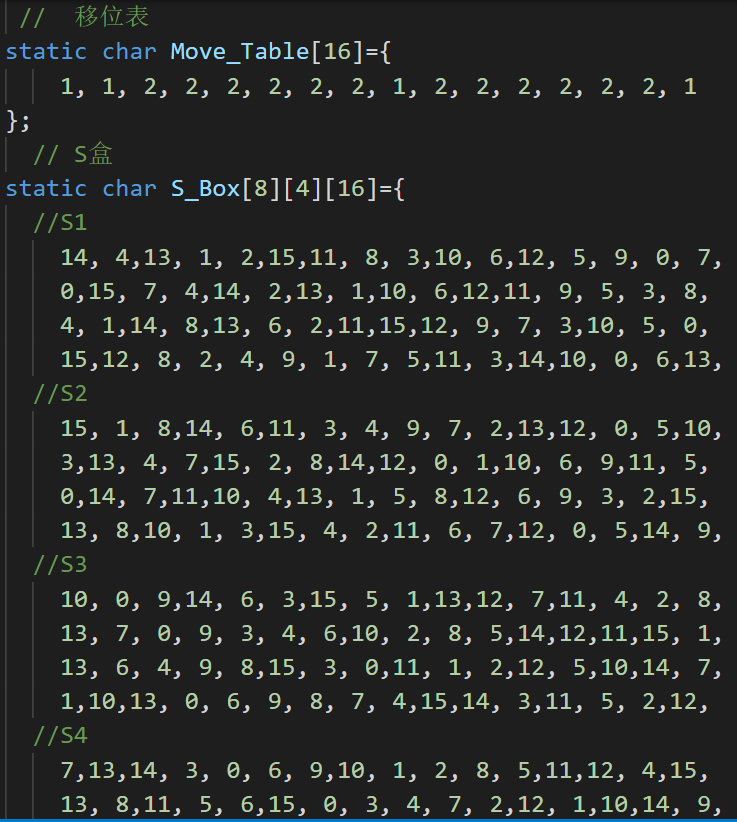 // 移位表
static char Move_Table[16]={
1, 1, 2, 2, 2, 2, 2, 2, 1, 2, 2, 2, 2, 2, 2, 1
};
// S盒
static char S_Box[8][4][16]={
//S1
14, 4,13, 1, 2,15,11, 8, 3,10, 6,12, 5, 9, 0, 7,
0,15, 7, 4,14, 2,13, 1,10, 6,12,11, 9, 5, 3, 8,
4, 1,14, 8,13, 6, 2,11,15,12, 9, 7, 3,10, 5, 0,
15,12, 8, 2, 4, 9, 1, 7, 5,11, 3,14,10, 0, 6,13,
//S2
15, 1, 8,14, 6,11, 3, 4, 9, 7, 2,13,12, 0, 5,10,
3,13, 4, 7,15, 2, 8,14,12, 0, 1,10, 6, 9,11, 5,
0,14, 7,11,10, 4,13, 1, 5, 8,12, 6, 9, 3, 2,15,
13, 8,10, 1, 3,15, 4, 2,11, 6, 7,12, 0, 5,14, 9,
//S3
10, 0, 9,14, 6, 3,15, 5, 1,13,12, 7,11, 4, 2, 8,
13, 7, 0, 9, 3, 4, 6,10, 2, 8, 5,14,12,11,15, 1,
13, 6, 4, 9, 8,15, 3, 0,11, 1, 2,12, 5,10,14, 7,
1,10,13, 0, 6, 9, 8, 7, 4,15,14, 3,11, 5, 2,12,
//S4
7,13,14, 3, 0, 6, 9,10, 1, 2, 8, 5,11,12, 4,15,
13, 8,11, 5, 6,15, 0, 3, 4, 7, 2,12, 1,10,14, 9,